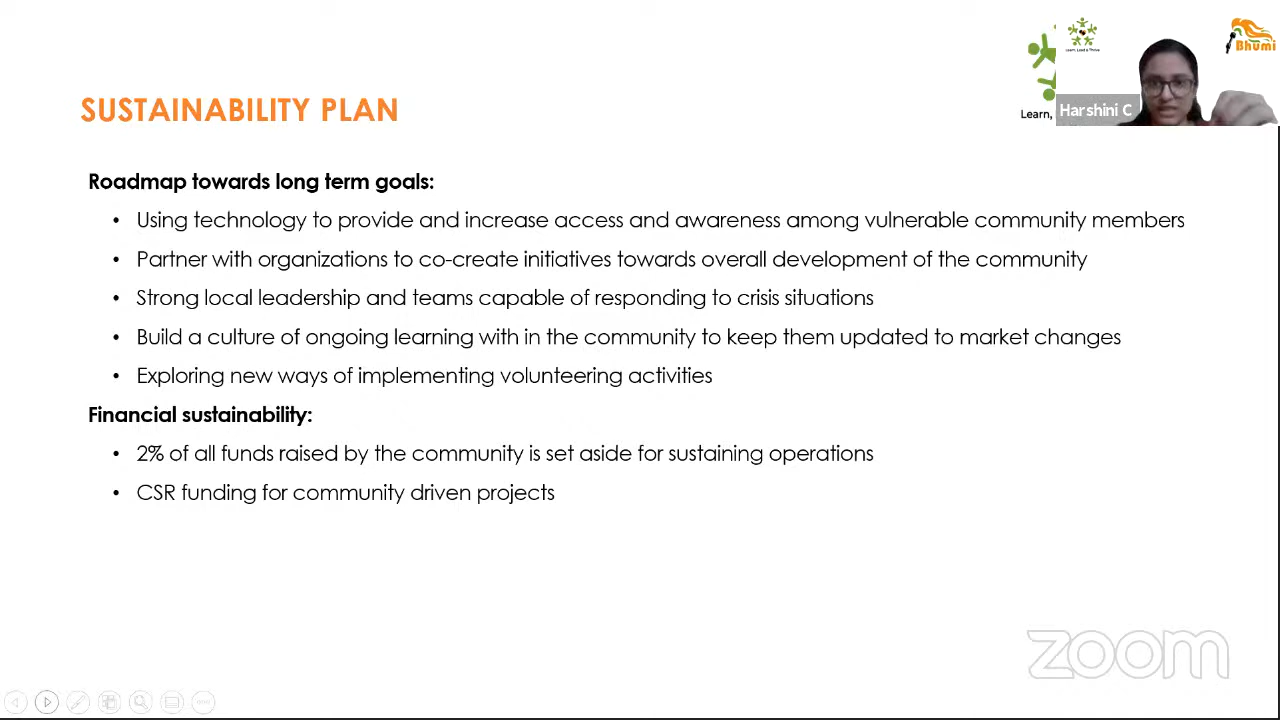 Learn, Lead & Thrive
Bhumi
Learn,
Harshini C
SUSTAINABILITY PLAN
Roadmap towards long term goals:
• Using technology to provide and increase access and awareness among vulnerable community members
• Partner with organizations to co-create initiatives towards overall development of the community
• Strong local leadership and teams capable of responding to crisis situations
• Build a culture of ongoing learning with in the community to keep them updated to market changes
• Exploring new ways of implementing volunteering activities
Financial sustainability:
• 2% of all funds raised by the community is set aside for sustaining operations
• CSR funding for community driven projects
zoom